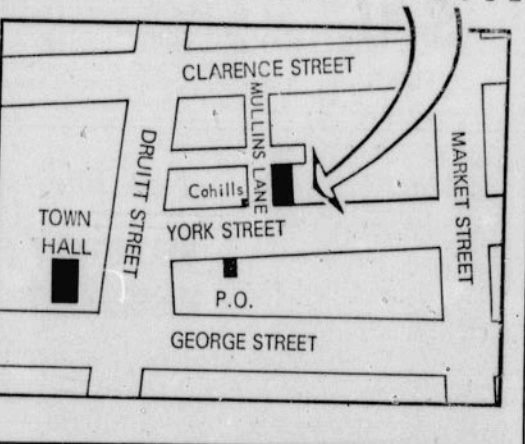 CLARENCE STREET
MULLINS LANE
DRUITT STREET
MARKET STREET
Cohills
TOWN
HALL
YORK STREET
P.O.
GEORGE STREET